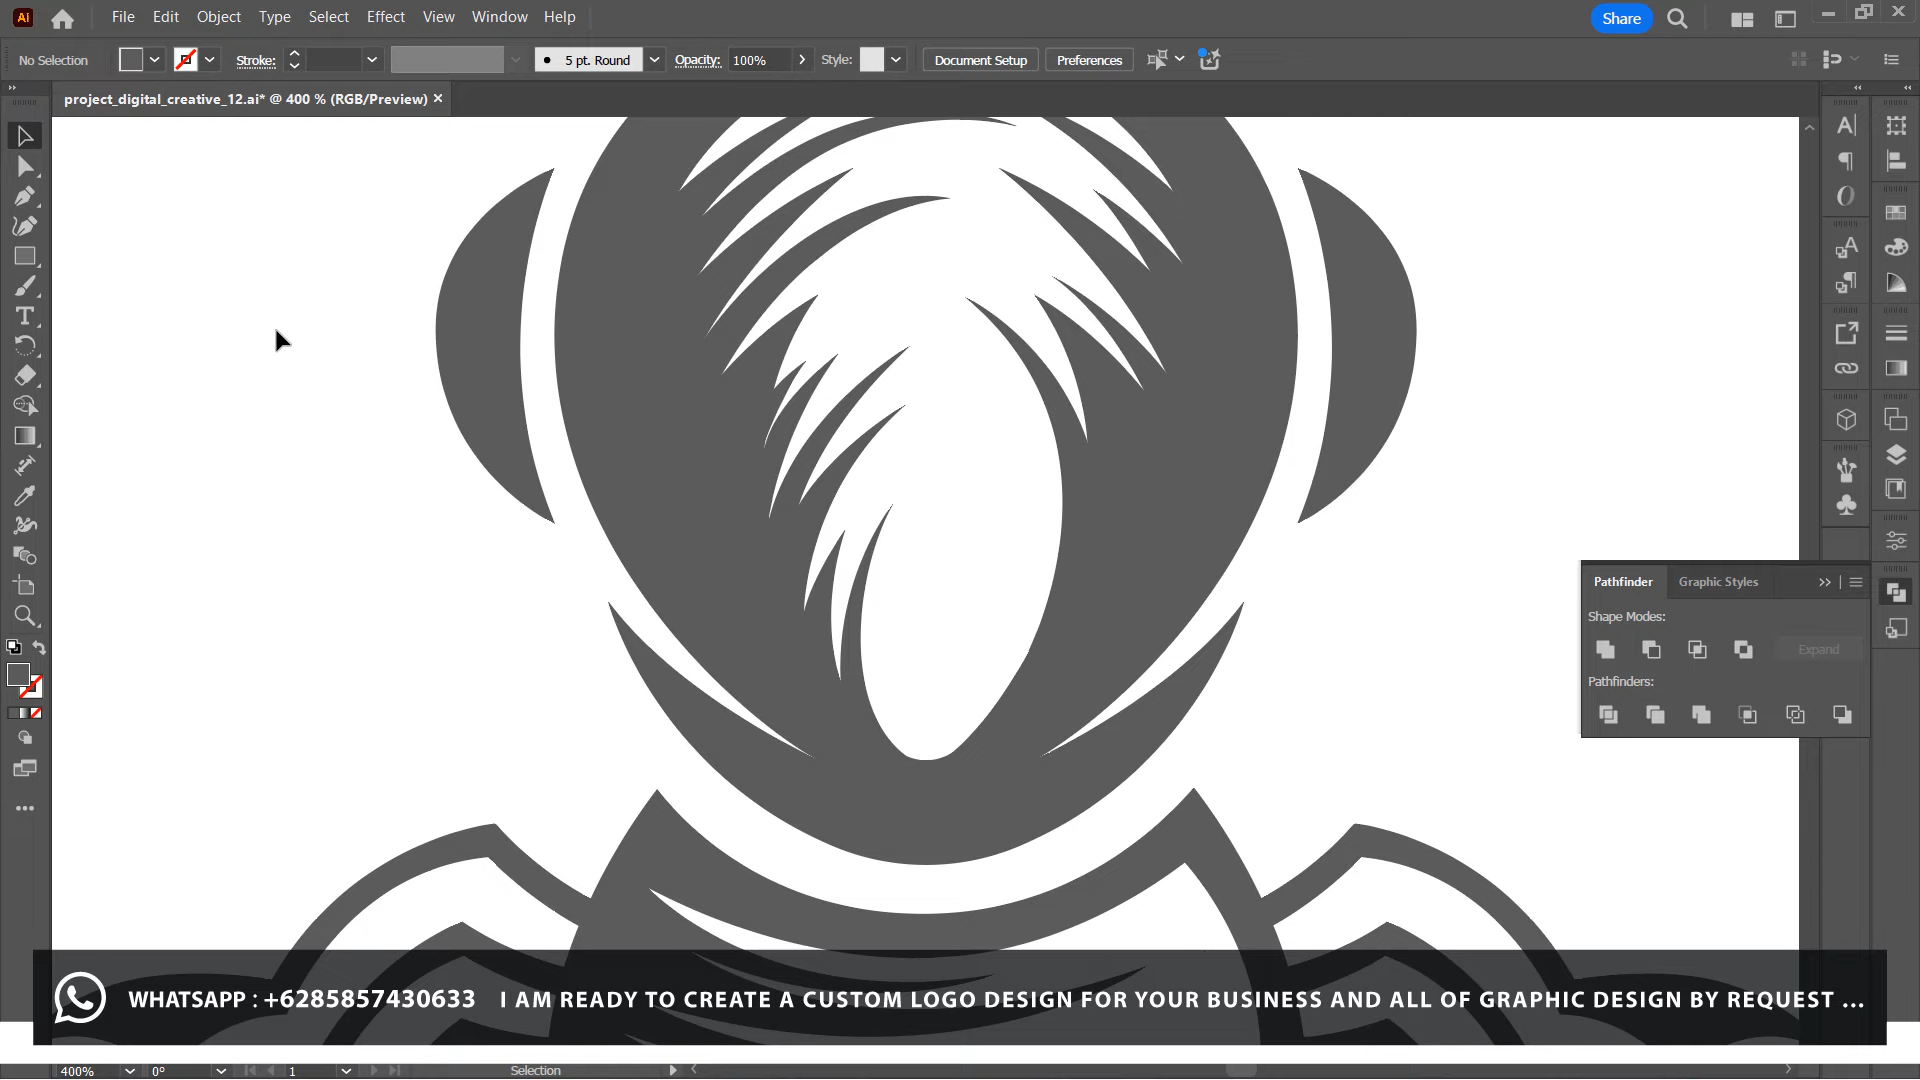 Ai File Edit Object Type Select Effect View Window Help Share
No Selection Stroke: 5 pt. Round Opacity: 100% Style: Document Setup Preferences
project_digital_creative_12.ai* @ 400 % (RGB/Preview) ×
Pathfinder Graphic Styles
Shape Modes:
Expand
Pathfinders:
WHATSAPP : +6285857430633 I AM READY TO CREATE A CUSTOM LOGO DESIGN FOR YOUR BUSINESS AND ALL OF GRAPHIC DESIGN BY REQUEST ...
400% 0° 1 Selection